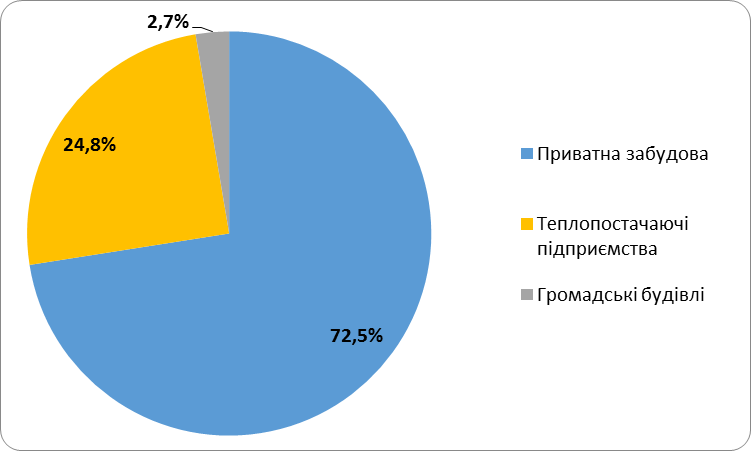 2,7%
24,8%
72,5%
Приватна забудова
Теплопостачаючі
підприємства
Громадські будівлі